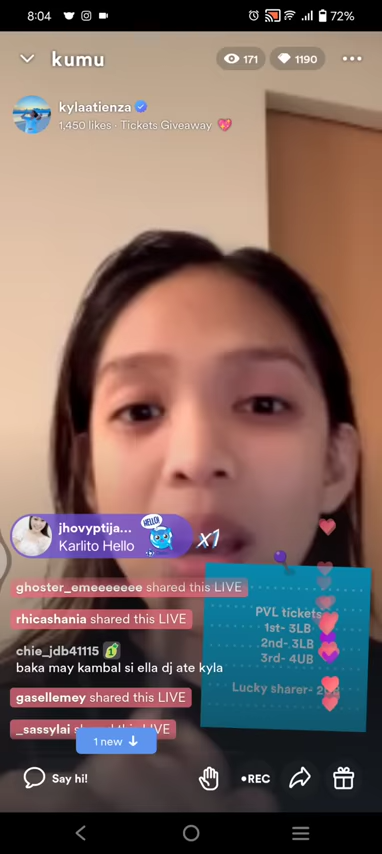 8:04
72%
kumu
171
1190
kylaatienza
1,450 likes · Tickets Giveaway 💖
HELLO!
jhovyptija...
Karlito Hello
x1
ghoster_emeeeeeee shared this LIVE
rhicashania shared this LIVE
chie_jdb41115
baka may kambal si ella dj ate kyla
gasellemey shared this LIVE
_sassylai shared this LIVE
1 new ↓
PVL tickets
1st- 3LB
2nd- 3LB
3rd- 4UB
Lucky sharer-
Say hi!
•REC